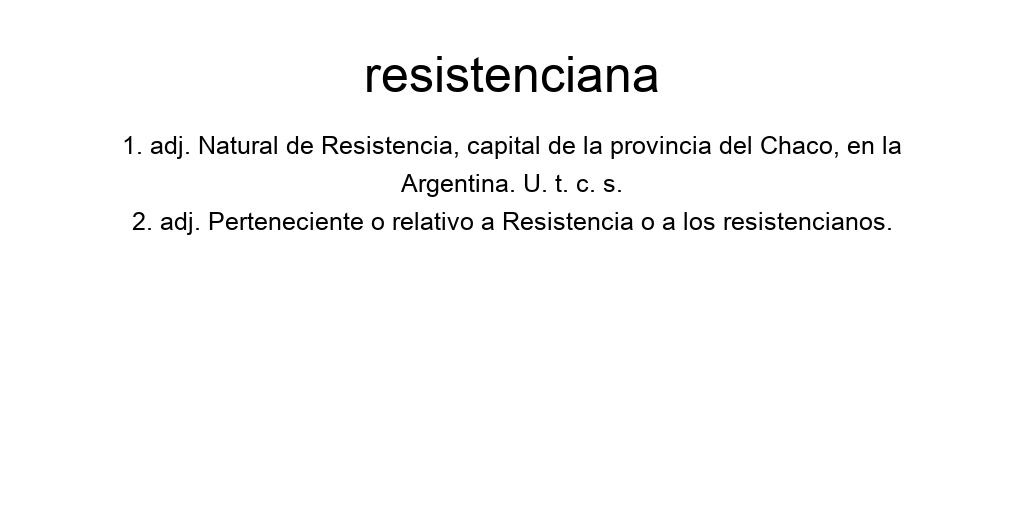 resistenciana
1. adj. Natural de Resistencia, capital de la provincia del Chaco, en la
Argentina. U. t. c. s.
2. adj. Perteneciente o relativo a Resistencia o a los resistencianos.